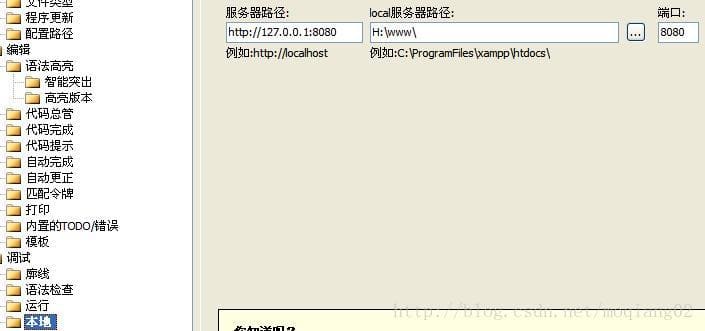 文件类型
程序更新
配置路径
编辑
语法高亮
智能突出
高亮版本
代码总管
代码完成
代码提示
自动完成
自动更正
匹配令牌
打印
内置的TODO/错误
模板
调试
廓线
语法检查
运行
本地
服务器路径:
local服务器路径:
端口:
http://127.0.0.1:8080
H:\www\
...
8080
例如:http://localhost
例如:C:\ProgramFiles\xampp\htdocs\
http://blog.csdn.net/moqiang02
你知道吗?